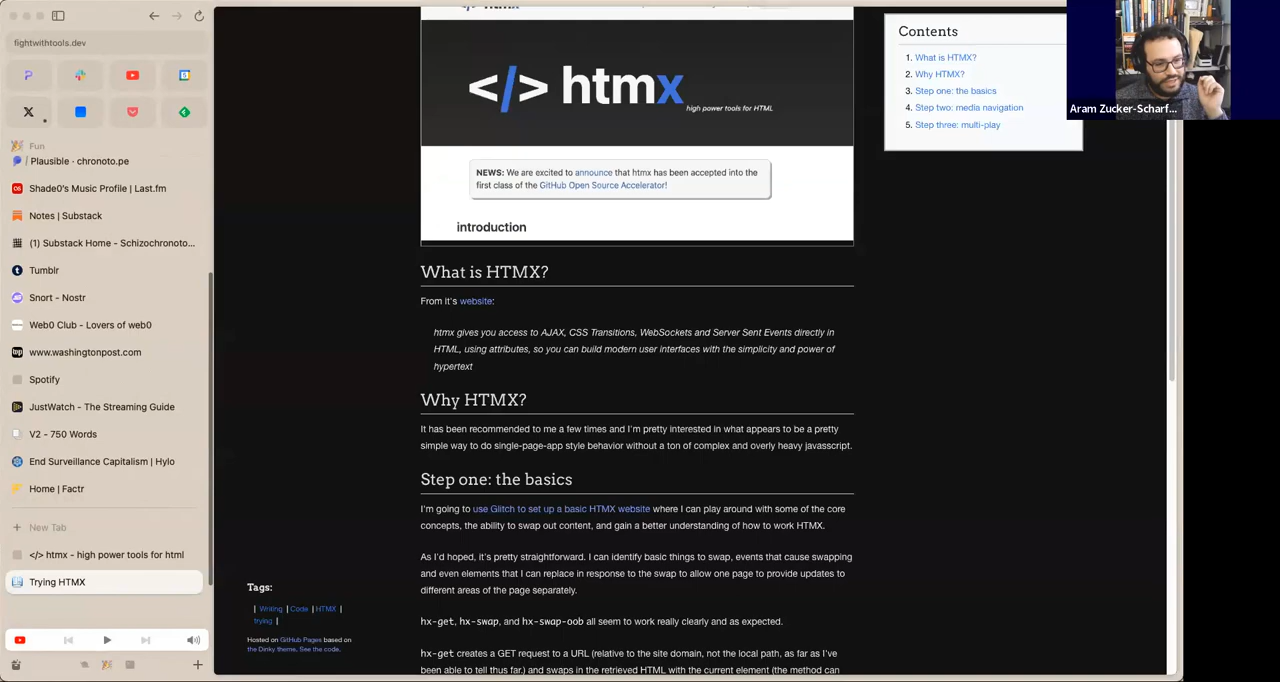 fightwithtools.dev
Fun
Plausible · chronoto.pe
Shade0's Music Profile | Last.fm
Notes | Substack
(1) Substack Home - Schizochronoto...
Tumblr
Snort - Nostr
Web0 Club - Lovers of web0
www.washingtonpost.com
Spotify
JustWatch - The Streaming Guide
V2 - 750 Words
End Surveillance Capitalism | Hylo
Home | Factr
+ New Tab
</> htmx - high power tools for html
Trying HTMX
</> htmx
high power tools for HTML
NEWS: We are excited to announce that htmx has been accepted into the
first class of the GitHub Open Source Accelerator!
introduction
What is HTMX?
From it's website:
htmx gives you access to AJAX, CSS Transitions, WebSockets and Server Sent Events directly in
HTML, using attributes, so you can build modern user interfaces with the simplicity and power of
hypertext
Why HTMX?
It has been recommended to me a few times and I'm pretty interested in what appears to be a pretty
simple way to do single-page-app style behavior without a ton of complex and overly heavy javascript.
Step one: the basics
I'm going to use Glitch to set up a basic HTMX website where I can play around with some of the core
concepts, the ability to swap out content, and gain a better understanding of how to work HTMX.
As I'd hoped, it's pretty straightforward. I can identify basic things to swap, events that cause swapping
and even elements that I can replace in response to the swap to allow one page to provide updates to
different areas of the page separately.
hx-get, hx-swap, and hx-swap-oob all seem to work really clearly and as expected.
hx-get creates a GET request to a URL (relative to the site domain, not the local path, as far as I've
been able to tell thus far.) and swaps in the retrieved HTML with the current element (the method can
Tags:
| Writing | Code | HTMX |
trying |
Hosted on GitHub Pages based on
the Dinky theme. See the code.
Contents
1. What is HTMX?
2. Why HTMX?
3. Step one: the basics
4. Step two: media navigation
5. Step three: multi-play
Aram Zucker-Scharf...